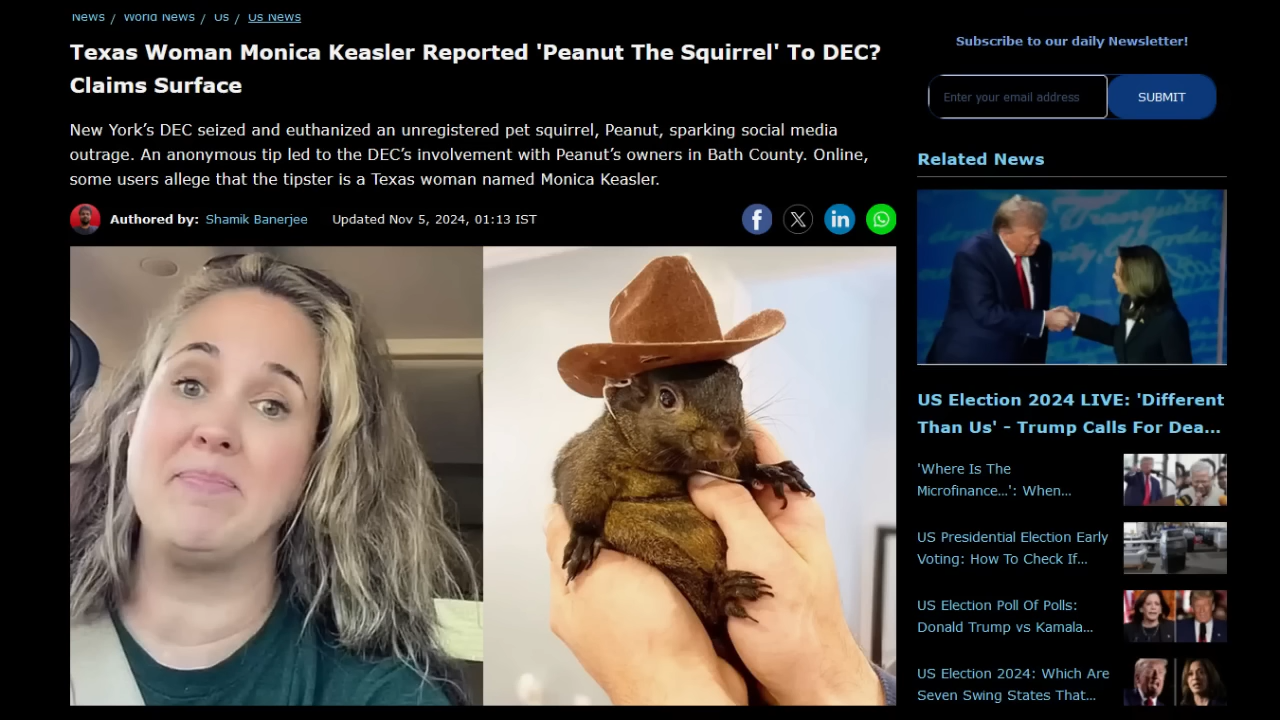 News / World News / Us / Us News
Texas Woman Monica Keasler Reported 'Peanut The Squirrel' To DEC?
Claims Surface
New York’s DEC seized and euthanized an unregistered pet squirrel, Peanut, sparking social media
outrage. An anonymous tip led to the DEC’s involvement with Peanut’s owners in Bath County. Online,
some users allege that the tipster is a Texas woman named Monica Keasler.
Authored by: Shamik Banerjee Updated Nov 5, 2024, 01:13 IST
Subscribe to our daily Newsletter!
Enter your email address SUBMIT
Related News
US Election 2024 LIVE: 'Different
Than Us' - Trump Calls For Dea...
'Where Is The
Microfinance...': When...
US Presidential Election Early
Voting: How To Check If...
US Election Poll Of Polls:
Donald Trump vs Kamala...
US Election 2024: Which Are
Seven Swing States That...